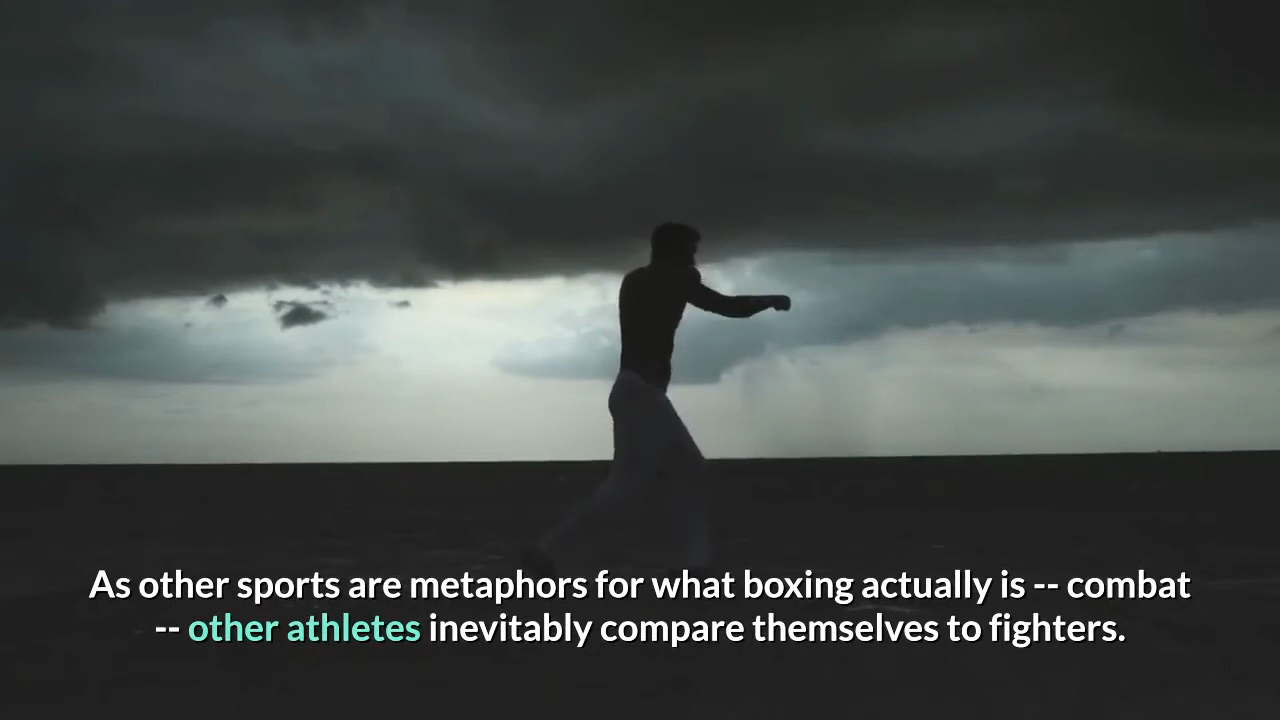 As other sports are metaphors for what boxing actually is -- combat
-- other athletes inevitably compare themselves to fighters.